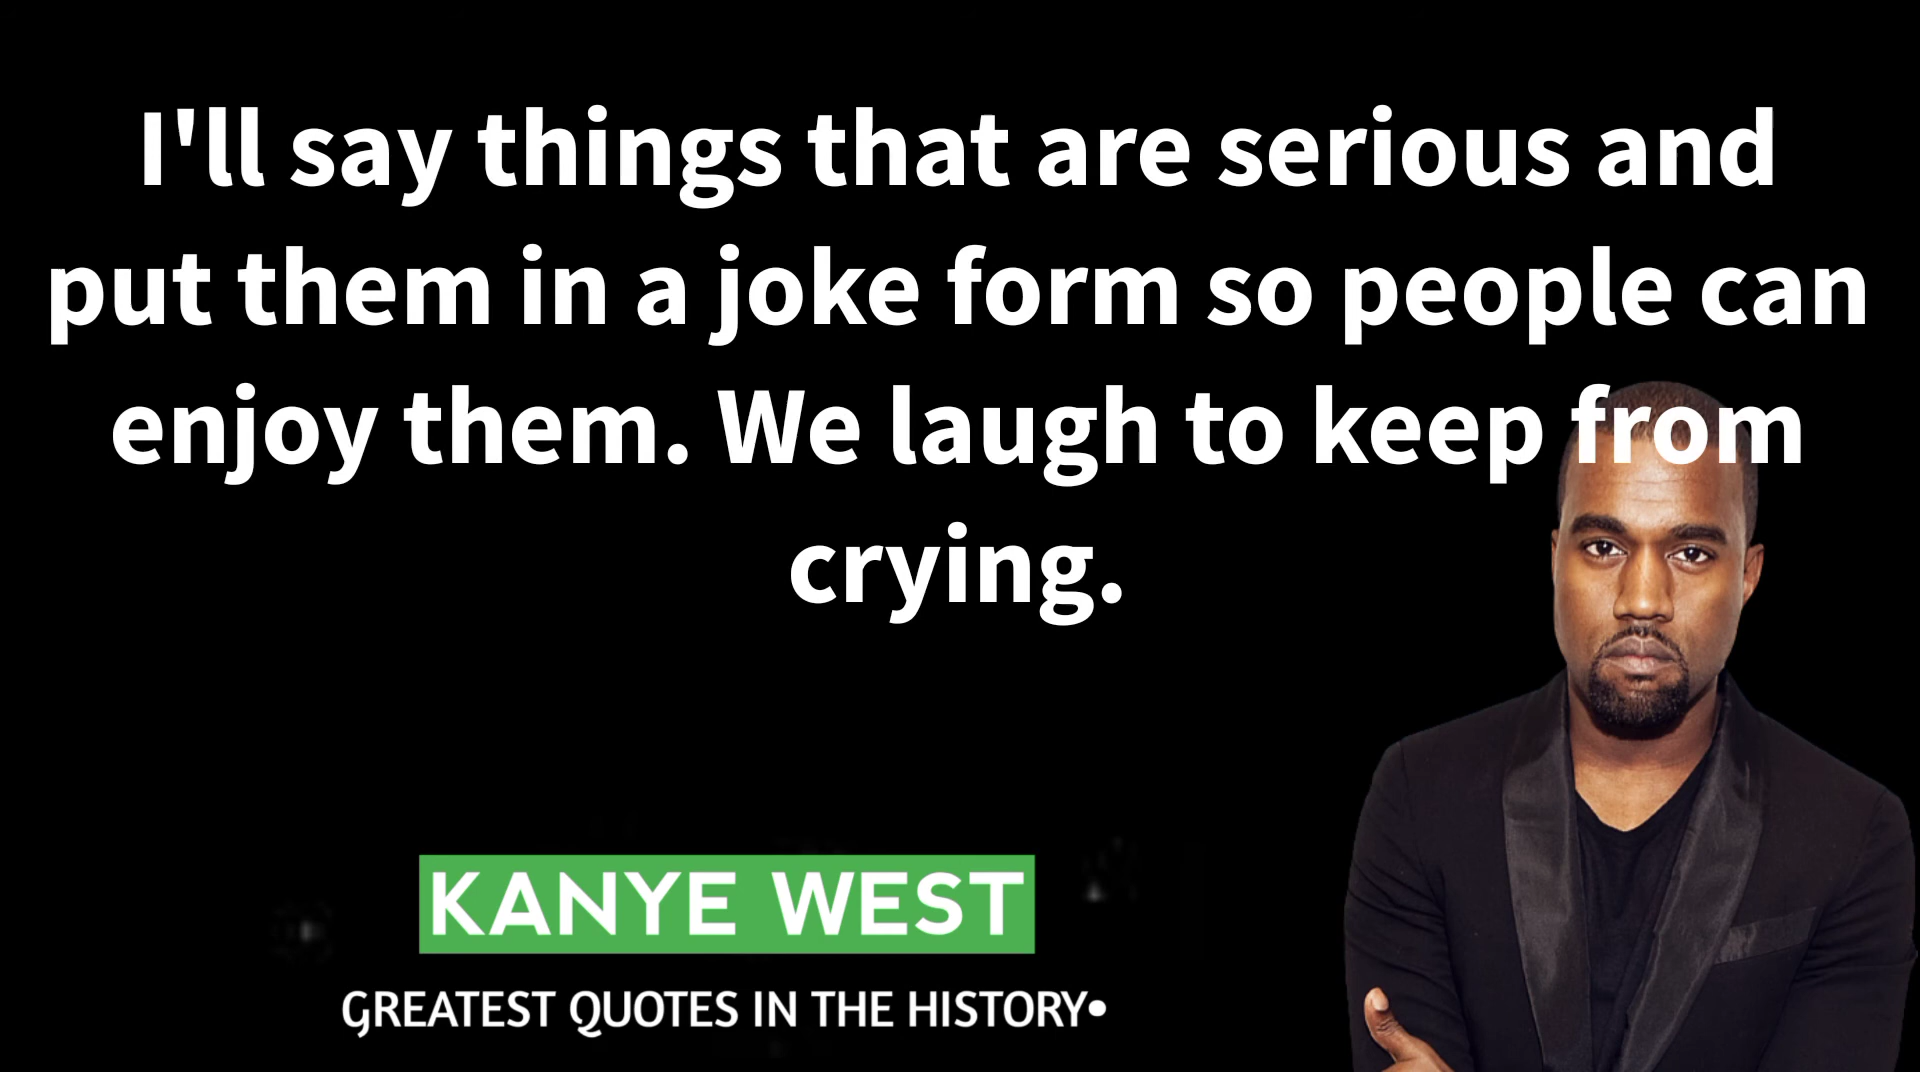 I'll say things that are serious and
put them in a joke form so people can
enjoy them. We laugh to keep from
crying.
KANYE WEST
GREATEST QUOTES IN THE HISTORY•